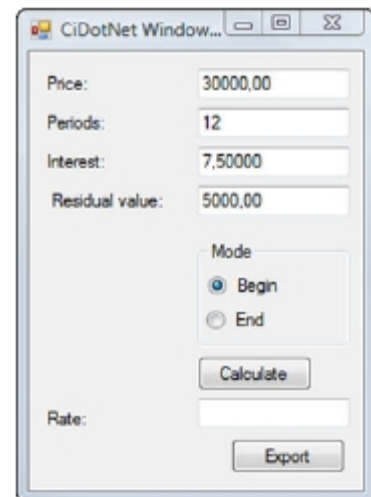 CiDotNet Window...
Price: 30000,00
Periods: 12
Interest: 7,50000
Residual value: 5000,00
Mode
Begin
End
Calculate
Rate:
Export